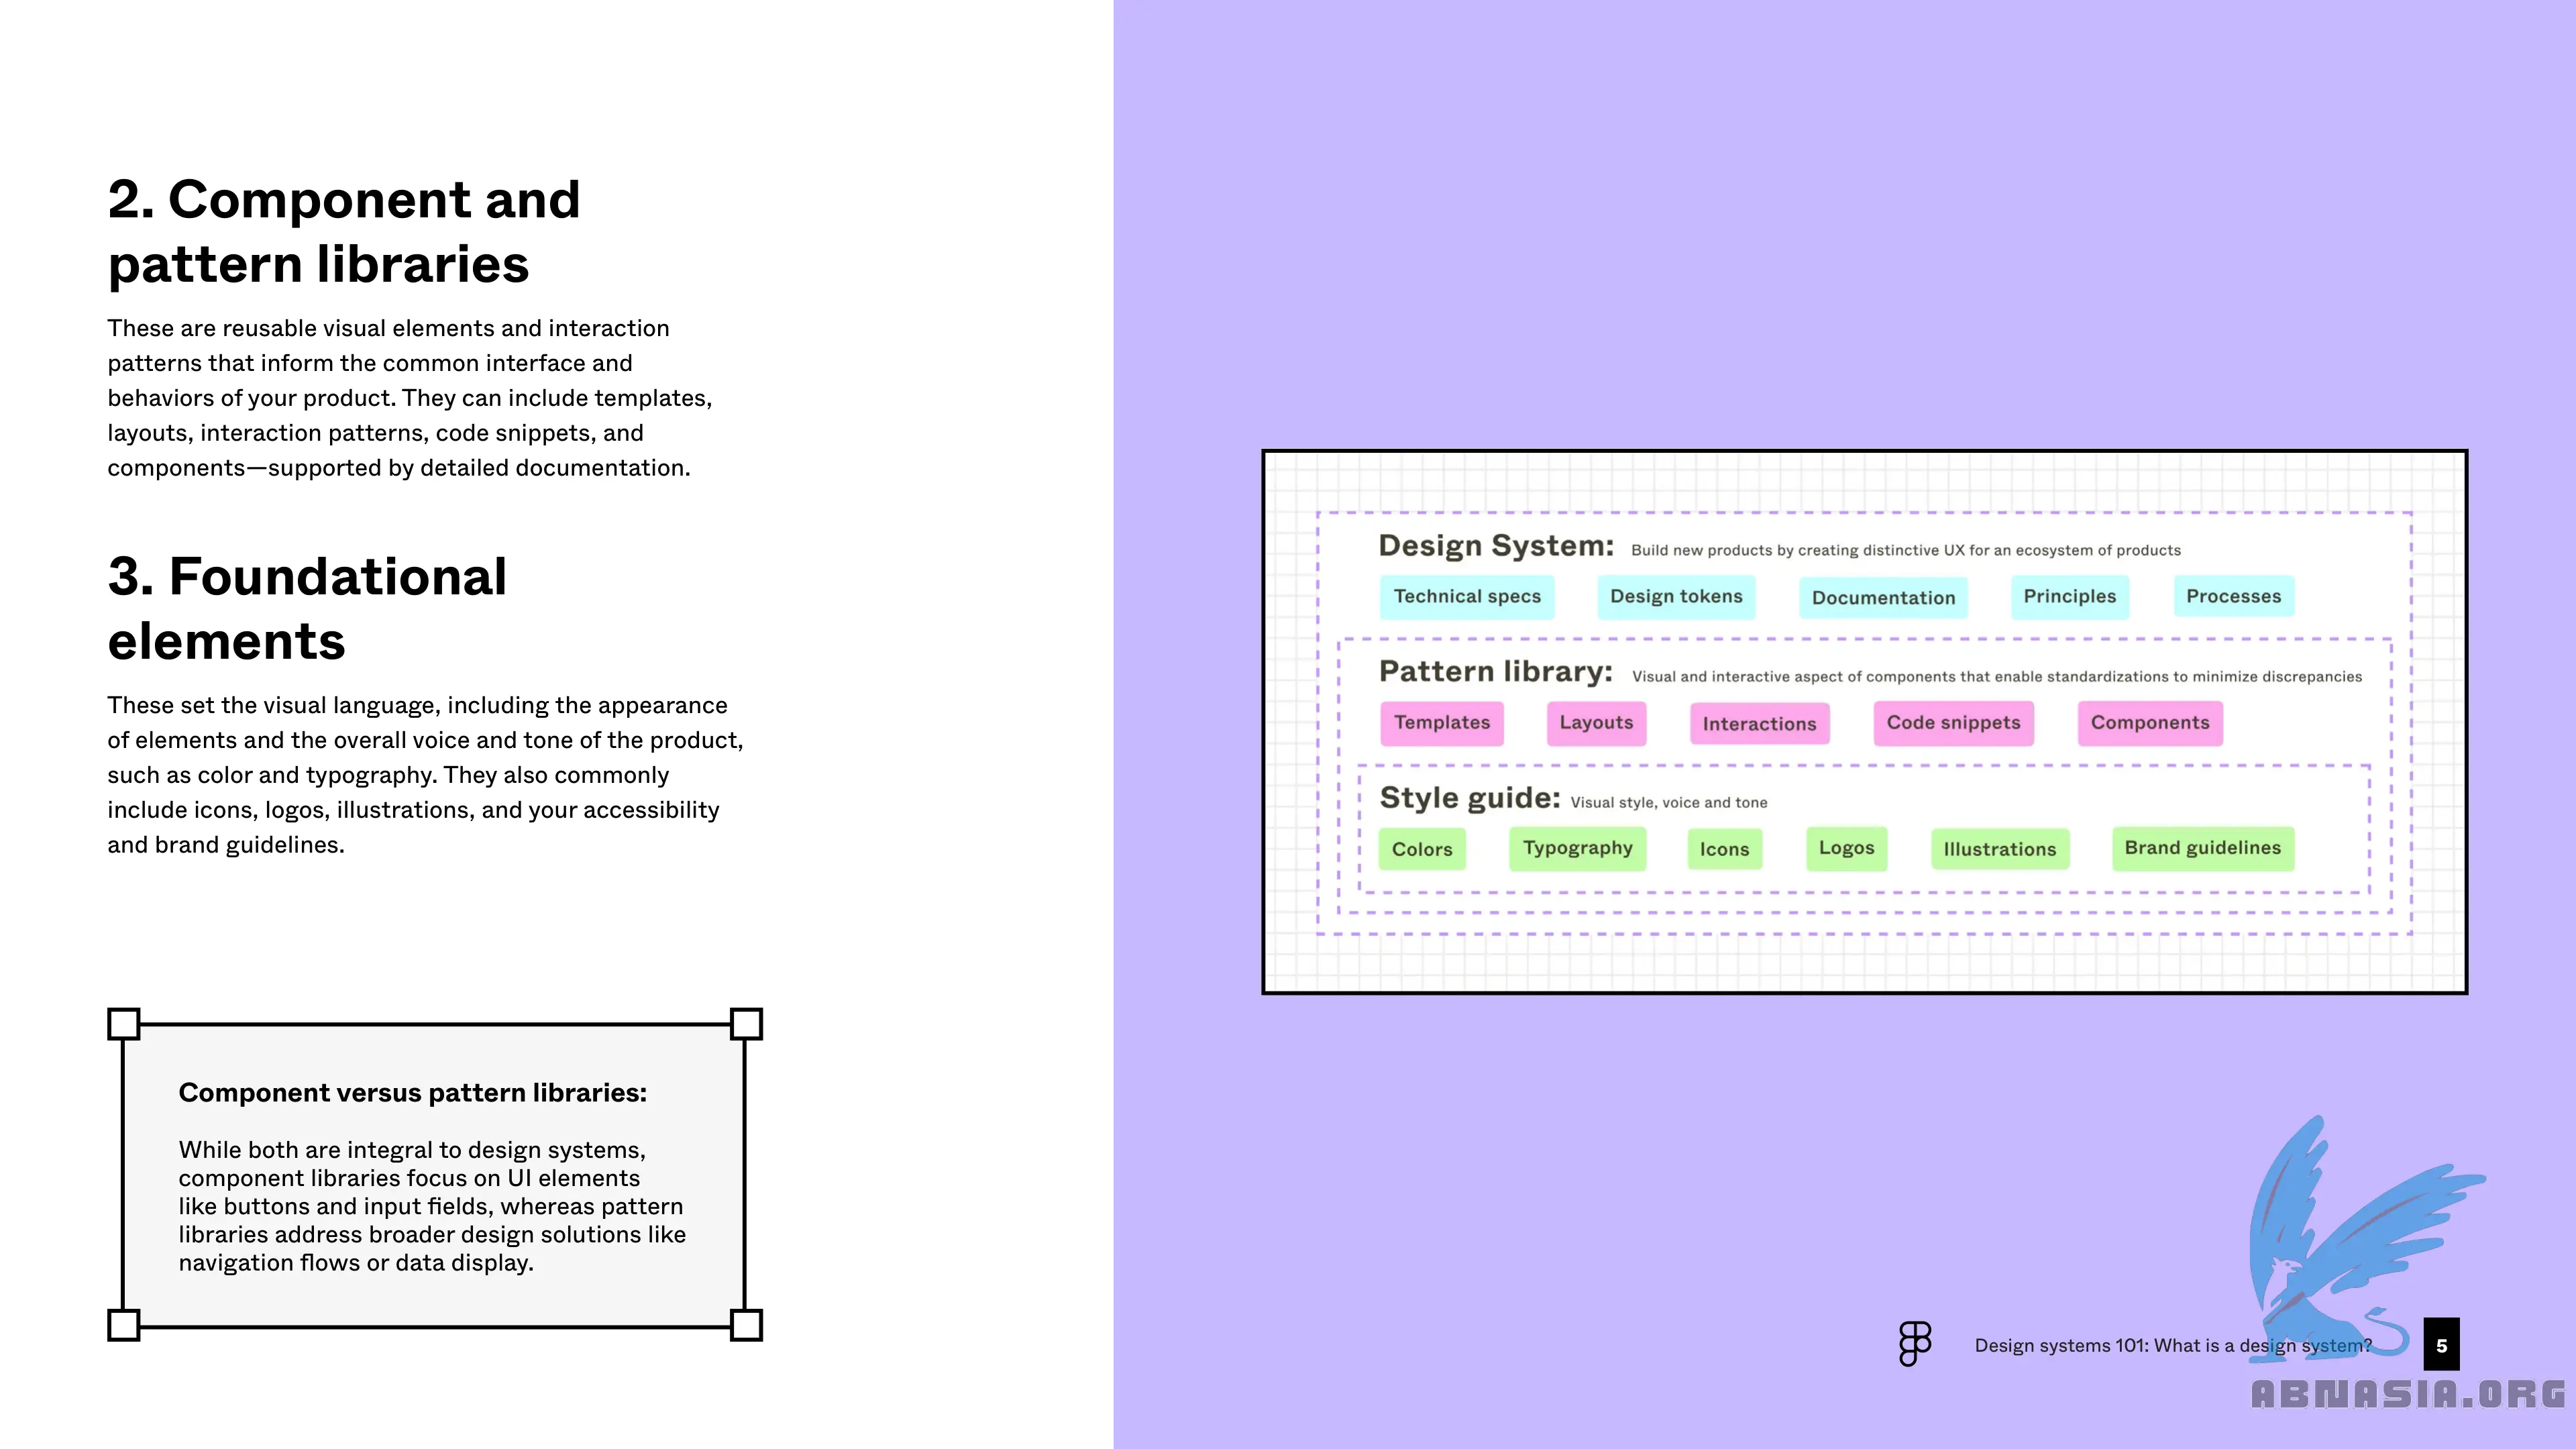 2. Component and
pattern libraries
These are reusable visual elements and interaction
patterns that inform the common interface and
behaviors of your product. They can include templates,
layouts, interaction patterns, code snippets, and
components—supported by detailed documentation.
3. Foundational
elements
These set the visual language, including the appearance
of elements and the overall voice and tone of the product,
such as color and typography. They also commonly
include icons, logos, illustrations, and your accessibility
and brand guidelines.
Component versus pattern libraries:
While both are integral to design systems,
component libraries focus on UI elements
like buttons and input fields, whereas pattern
libraries address broader design solutions like
navigation flows or data display.
Design System: Build new products by creating distinctive UX for an ecosystem of products
Technical specs Design tokens Documentation Principles Processes
Pattern library: Visual and interactive aspect of components that enable standardizations to minimize discrepancies
Templates Layouts Interactions Code snippets Components
Style guide: Visual style, voice and tone
Colors Typography Icons Logos Illustrations Brand guidelines
Design systems 101: What is a design system? 5
ABNASIA.ORG